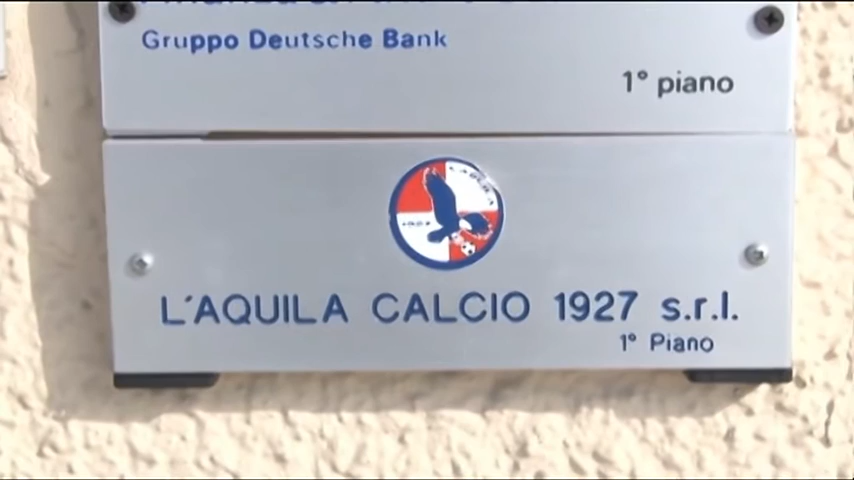 Gruppo Deutsche Bank
1° piano
L'AQUILA CALCIO 1927 s.r.l.
1° Piano